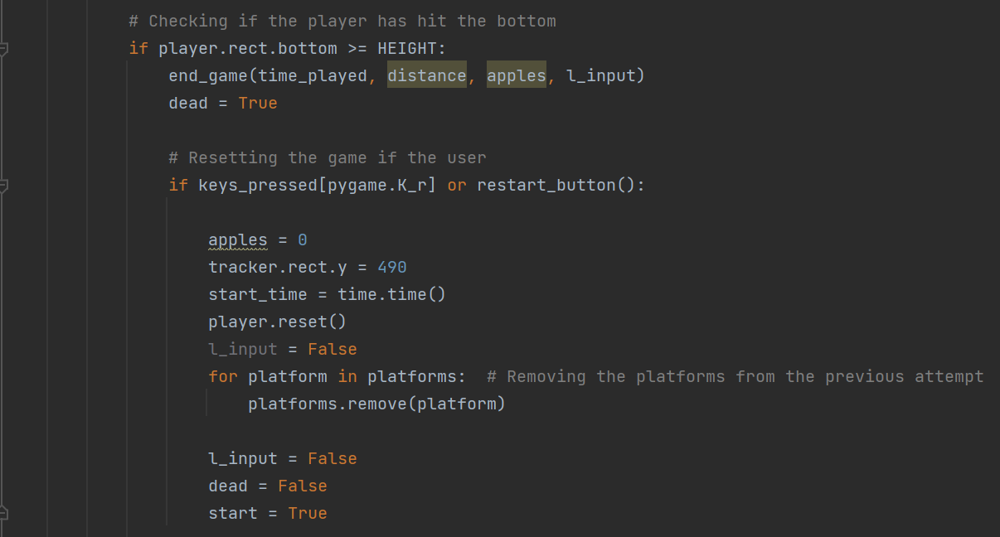 # Checking if the player has hit the bottom
if player.rect.bottom >= HEIGHT:
    end_game(time_played, distance, apples, l_input)
    dead = True

    # Resetting the game if the user
    if keys_pressed[pygame.K_r] or restart_button():

        apples = 0
        tracker.rect.y = 490
        start_time = time.time()
        player.reset()
        l_input = False
        for platform in platforms:  # Removing the platforms from the previous attempt
            platforms.remove(platform)

        l_input = False
        dead = False
        start = True